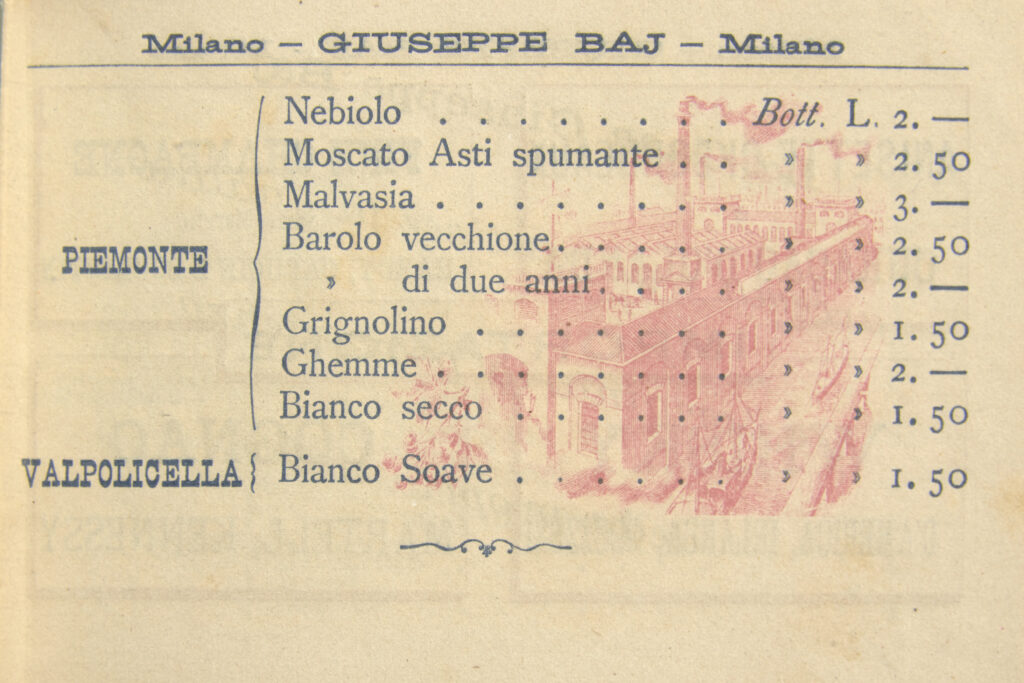 Milano — GIUSEPPE BAJ — Milano
Nebiolo . . . . . . . . . Bott. L. 2. —
Moscato Asti spumante . . » » 2. 50
Malvasia . . . . . . . . . » » 3. —
PIEMONTE
Barolo vecchione . . . . . » » 2. 50
» di due anni . . . . » » 2. —
Grignolino . . . . . . . . » » 1. 50
Ghemme . . . . . . . . . » » 2. —
Bianco secco . . . . . . . » » 1. 50
VALPOLICELLA { Bianco Soave . . . . . . . » » 1. 50